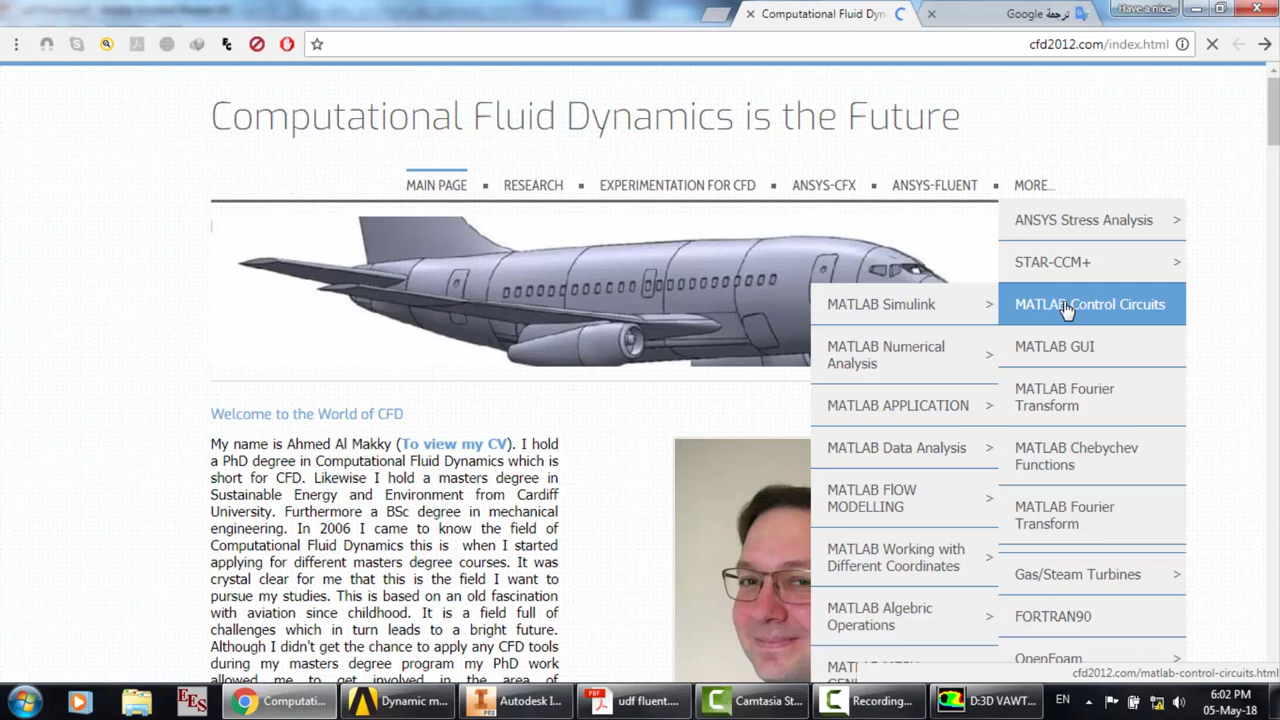 Computational Fluid Dyn
ترجمة Google
Have a nice
cfd2012.com/index.html
Computational Fluid Dynamics is the Future
MAIN PAGE
RESEARCH
EXPERIMENTATION FOR CFD
ANSYS-CFX
ANSYS-FLUENT
MORE...
ANSYS Stress Analysis >
STAR-CCM+ >
MATLAB Control Circuits
MATLAB GUI
MATLAB Fourier
Transform
MATLAB Chebychev
Functions
MATLAB Fourier
Transform
Gas/Steam Turbines >
FORTRAN90
OpenFoam >
MATLAB Simulink >
MATLAB Numerical
Analysis >
MATLAB APPLICATION >
MATLAB Data Analysis >
MATLAB FlOW
MODELLING >
MATLAB Working with
Different Coordinates >
MATLAB Algebric
Operations >
Welcome to the World of CFD
My name is Ahmed Al Makky (To view my CV). I hold
a PhD degree in Computational Fluid Dynamics which is
short for CFD. Likewise I hold a masters degree in
Sustainable Energy and Environment from Cardiff
University. Furthermore a BSc degree in mechanical
engineering. In 2006 I came to know the field of
Computational Fluid Dynamics this is when I started
applying for different masters degree courses. It was
crystal clear for me that this is the field I want to
pursue my studies. This is based on an old fascination
with aviation since childhood. It is a field full of
challenges which in turn leads to a bright future.
Although I didn't get the chance to apply any CFD tools
during my masters degree program my PhD work
allowed me to get involved in the area of
cfd2012.com/matlab-control-circuits.html
EES
Computati...
Dynamic m...
Autodesk I...
udf fluent....
Camtasia St...
Recording...
D:3D VAWT...
EN
6:02 PM
05-May-18